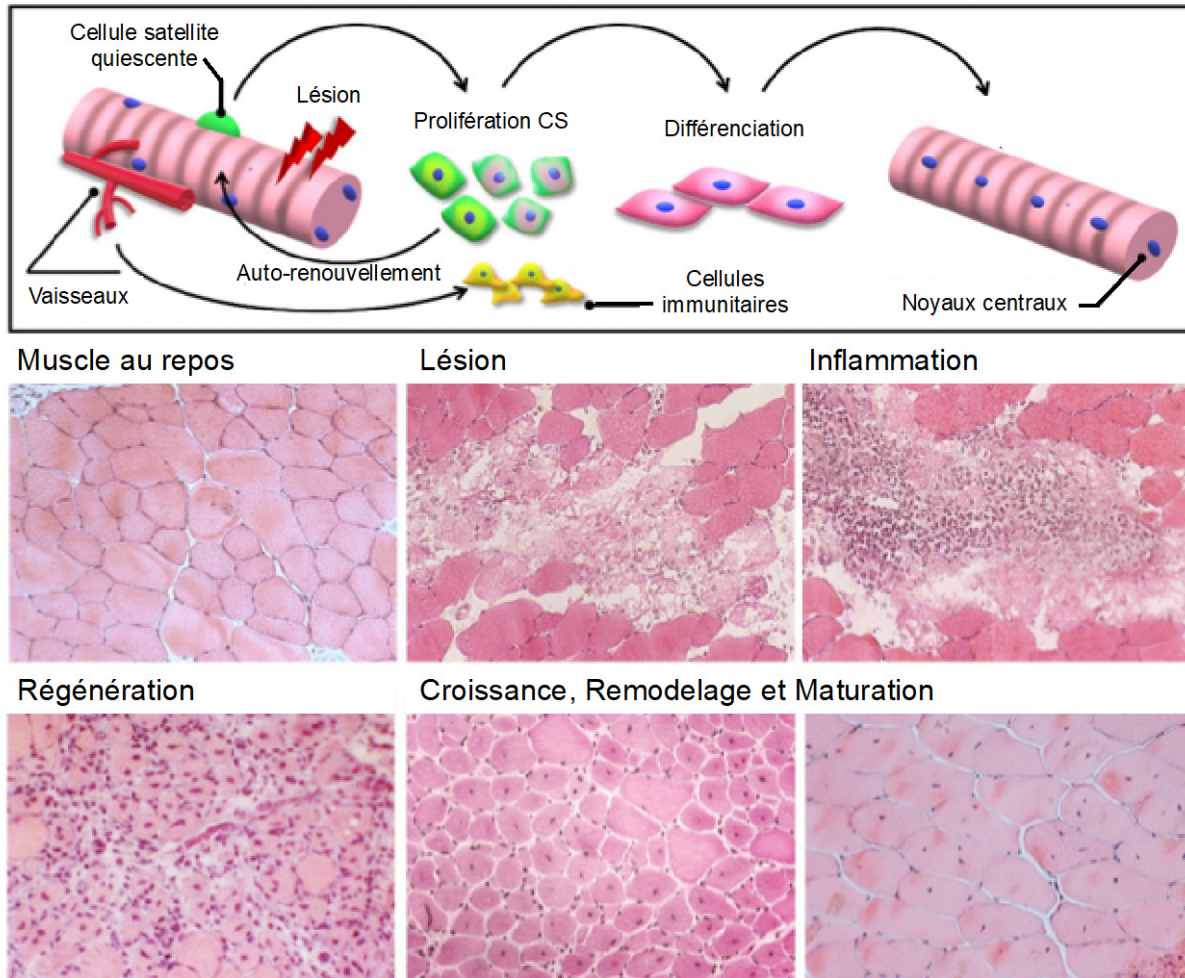 Cellule satellite
quiescente
Lésion
Prolifération CS
Différenciation
Auto-renouvellement
Vaisseaux
Cellules
immunitaires
Noyaux centraux
Muscle au repos
Lésion
Inflammation
Régénération
Croissance, Remodelage et Maturation